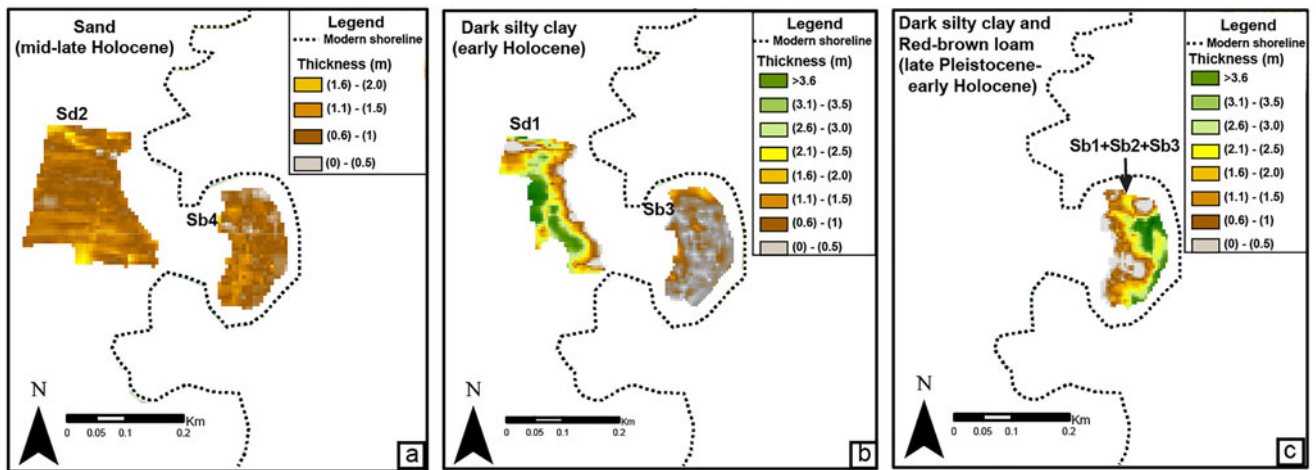 Sand
(mid-late Holocene)
Legend
Modern shoreline
Thickness (m)
(1.6) - (2.0)
(1.1) - (1.5)
(0.6) - (1)
(0) - (0.5)
Sd2
Sb4
N
Km
0 0.05 0.1 0.2
a
Dark silty clay
(early Holocene)
Legend
Modern shoreline
Thickness (m)
>3.6
(3.1) - (3.5)
(2.6) - (3.0)
(2.1) - (2.5)
(1.6) - (2.0)
(1.1) - (1.5)
(0.6) - (1)
(0) - (0.5)
Sd1
Sb3
N
Km
0 0.05 0.1 0.2
b
Dark silty clay and
Red-brown loam
(late Pleistocene-
early Holocene)
Legend
Modern shoreline
Thickness (m)
>3.6
(3.1) - (3.5)
(2.6) - (3.0)
(2.1) - (2.5)
(1.6) - (2.0)
(1.1) - (1.5)
(0.6) - (1)
(0) - (0.5)
Sb1+Sb2+Sb3
N
Km
0 0.05 0.1 0.2
c